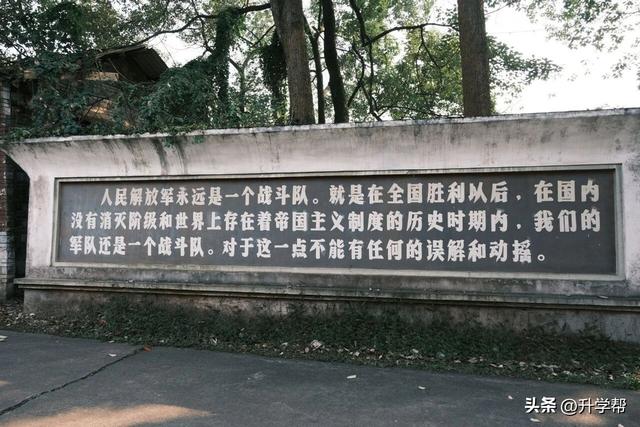 人民解放军永远是一个战斗队。就是在全国胜利以后，在国内
没有消灭阶级和世界上存在着帝国主义制度的历史时期内，我们的
军队还是一个战斗队。对于这一点不能有任何的误解和动摇。
头条 @升学帮